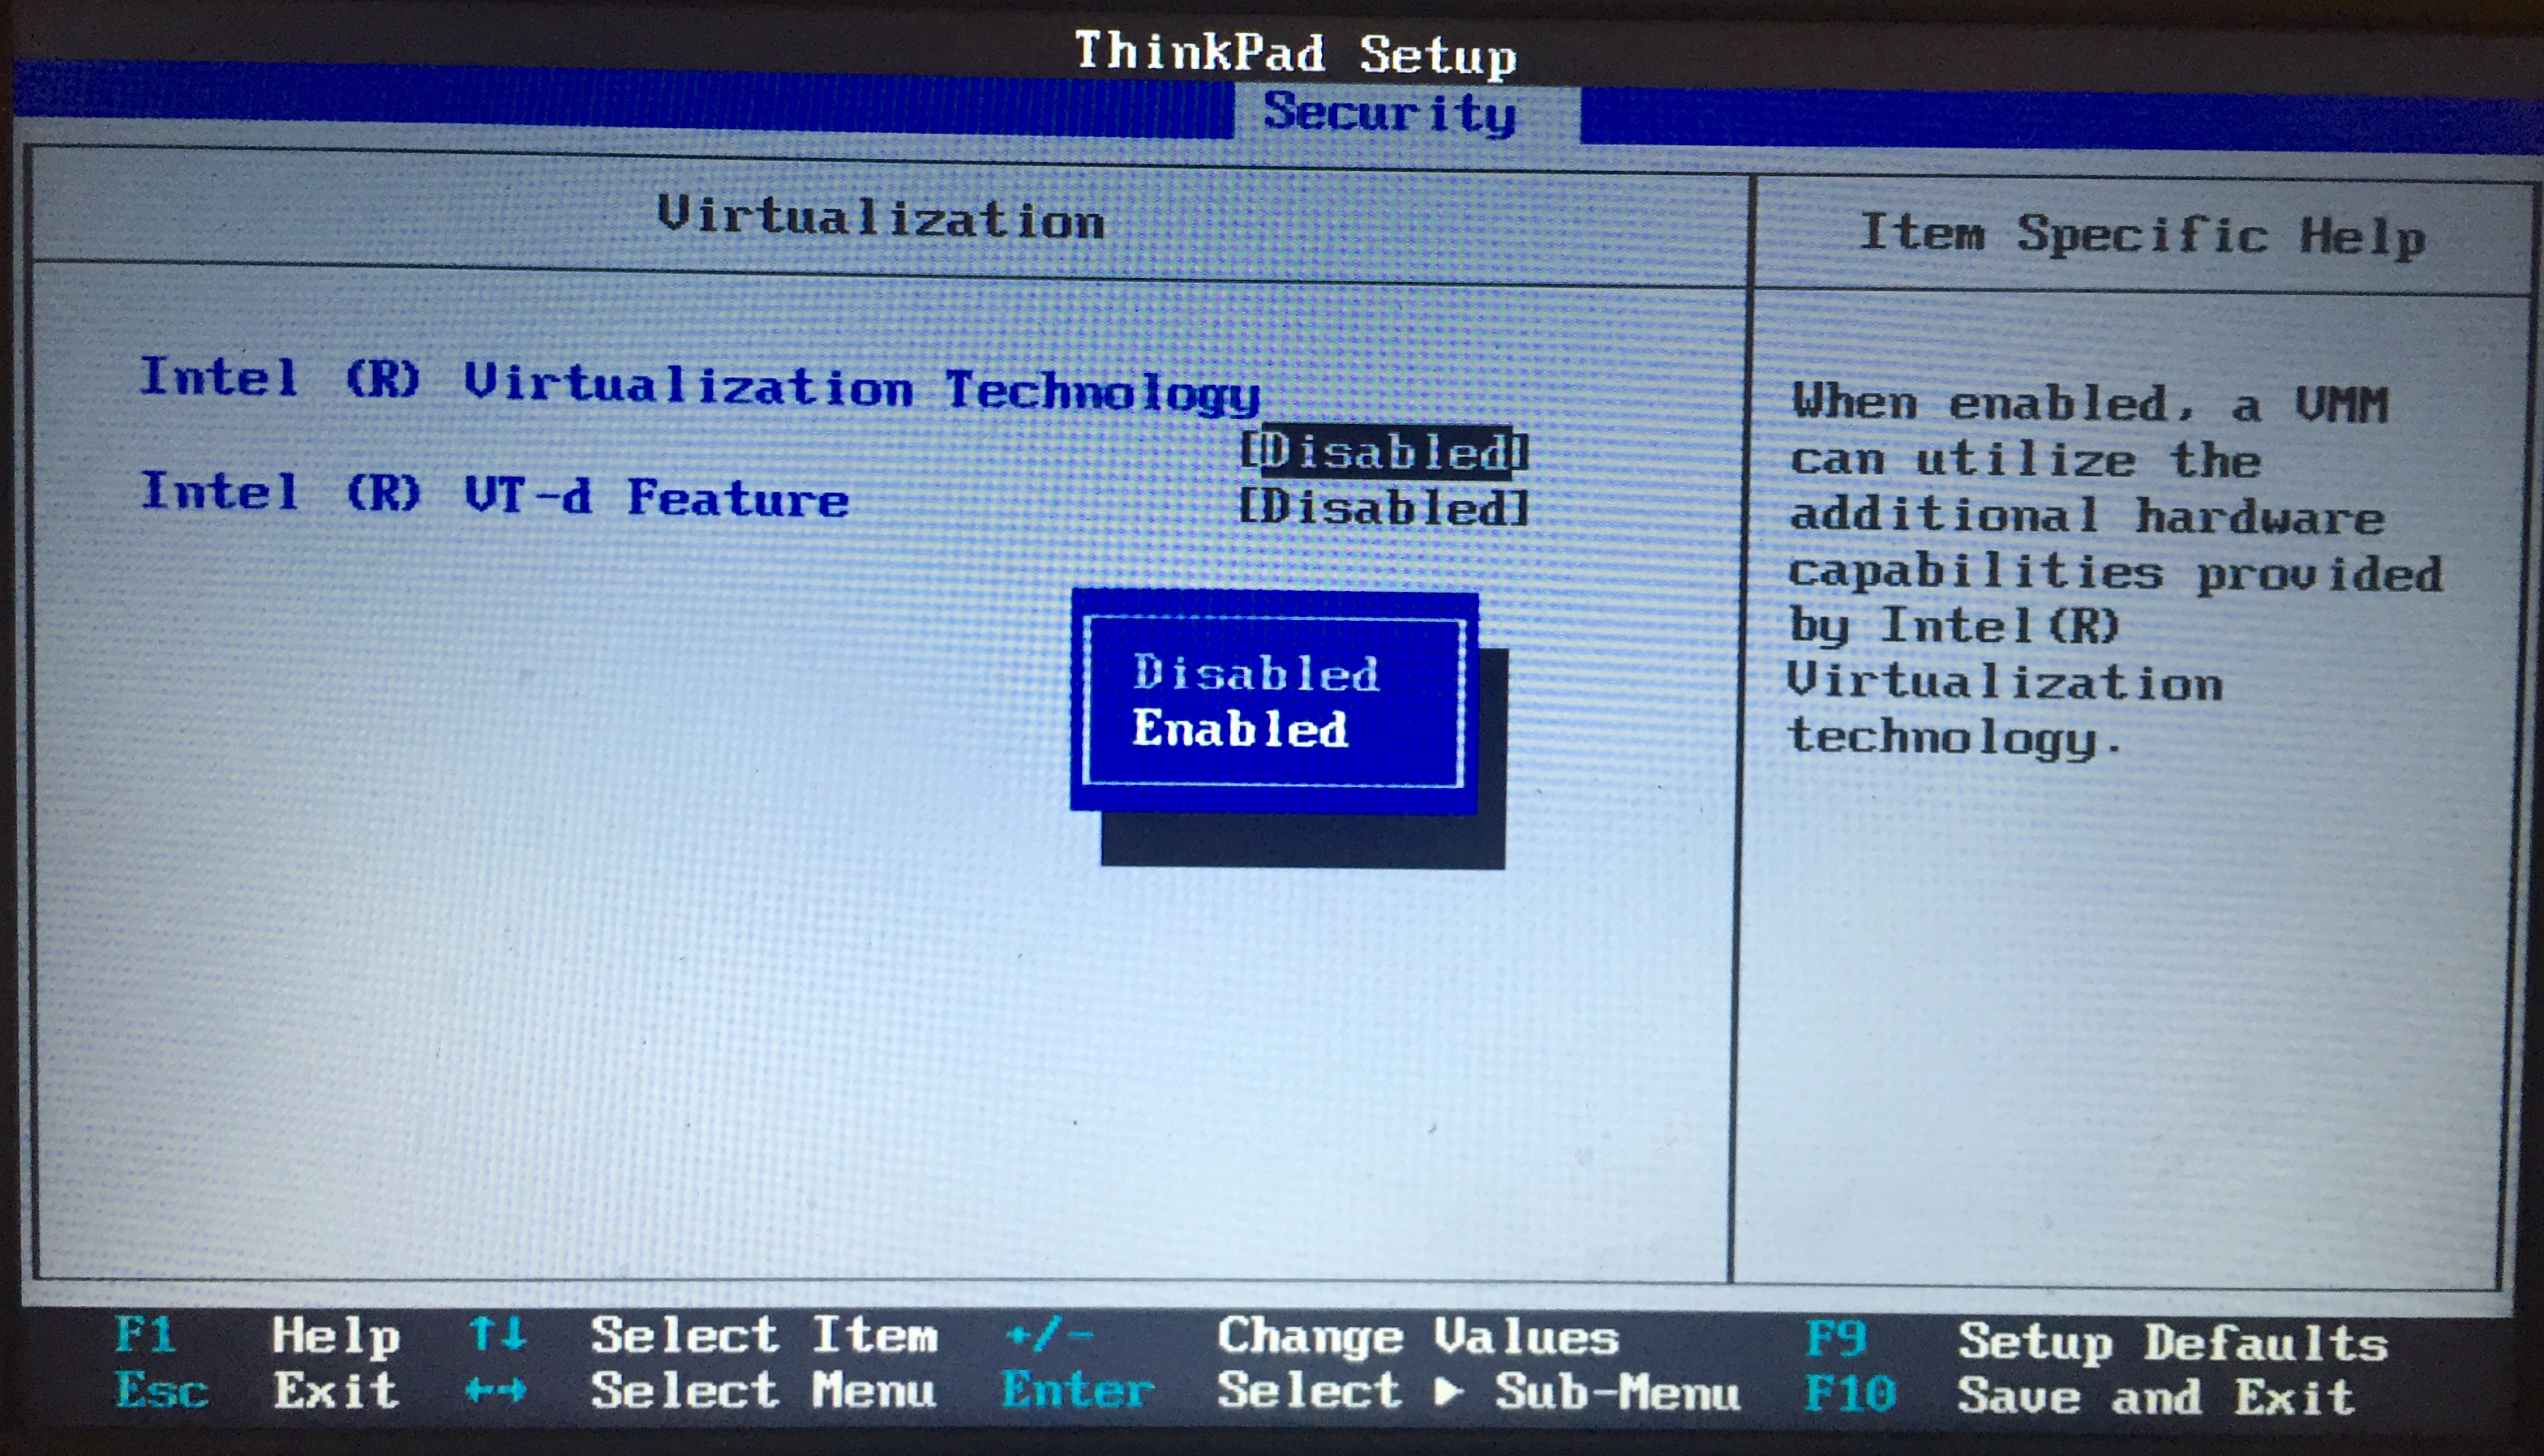 ThinkPad Setup
Security
Virtualization
Item Specific Help
Intel (R) Virtualization Technology
[Disabled]
Intel (R) VT-d Feature [Disabled]
Disabled
Enabled
When enabled, a VMM
can utilize the
additional hardware
capabilities provided
by Intel(R)
Virtualization
technology.
F1 Help ↑↓ Select Item +/- Change Values F9 Setup Defaults
Esc Exit ←→ Select Menu Enter Select ▶ Sub-Menu F10 Save and Exit